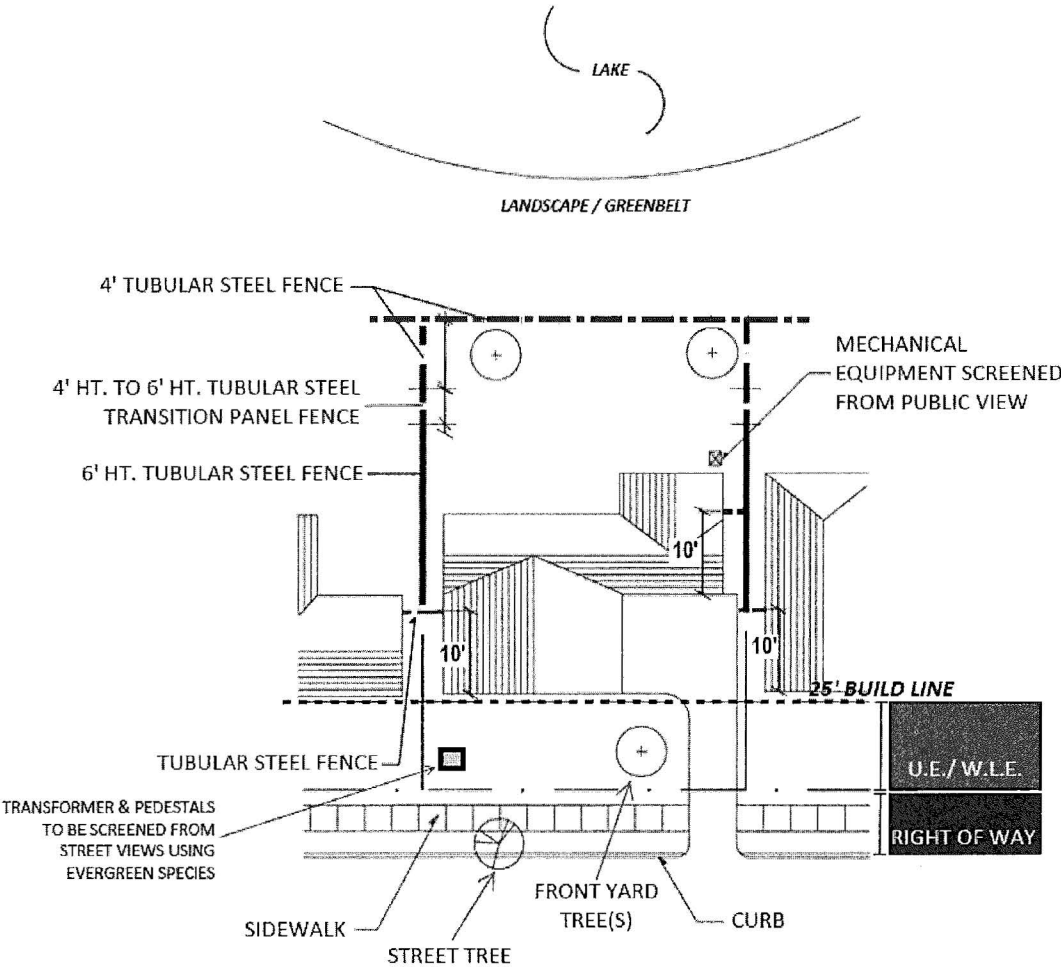 LAKE
LANDSCAPE / GREENBELT
4' TUBULAR STEEL FENCE
4' HT. TO 6' HT. TUBULAR STEEL
TRANSITION PANEL FENCE
6' HT. TUBULAR STEEL FENCE
MECHANICAL
EQUIPMENT SCREENED
FROM PUBLIC VIEW
10'
10'
10'
25' BUILD LINE
TUBULAR STEEL FENCE
U.E./ W.L.E.
TRANSFORMER & PEDESTALS
TO BE SCREENED FROM
STREET VIEWS USING
EVERGREEN SPECIES
RIGHT OF WAY
FRONT YARD
TREE(S)
CURB
SIDEWALK
STREET TREE